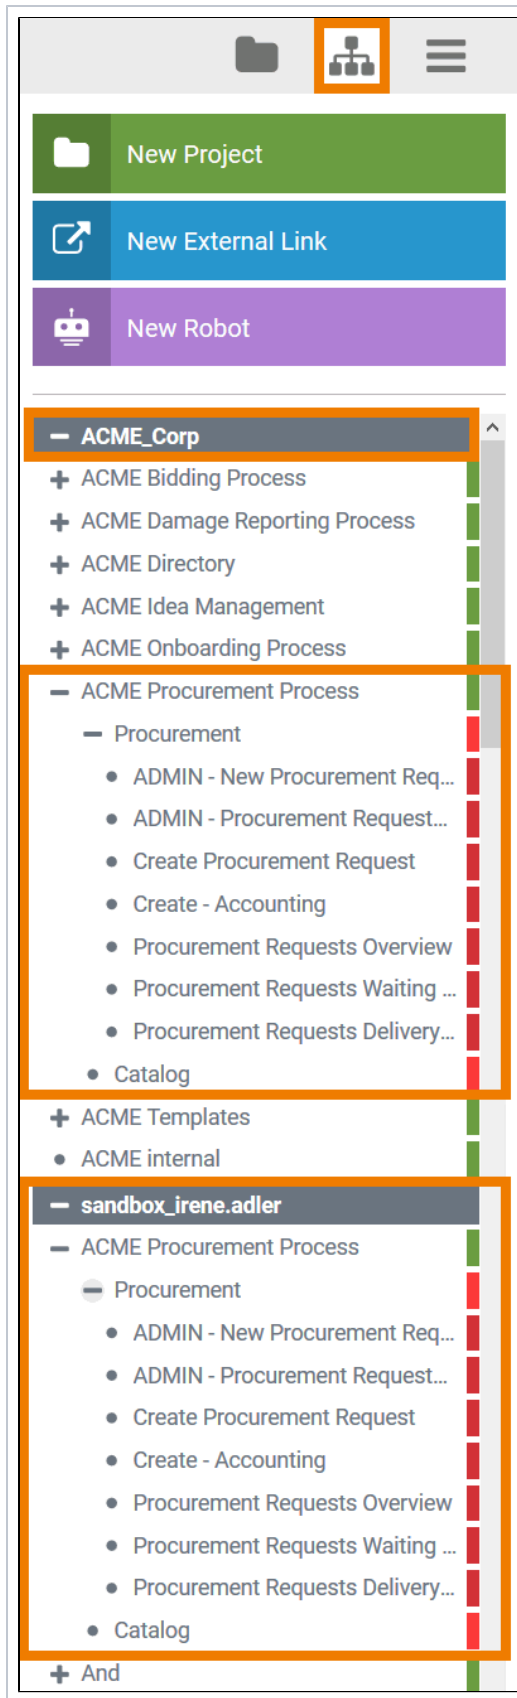 New Project
New External Link
New Robot
ACME_Corp
ACME Bidding Process
ACME Damage Reporting Process
ACME Directory
ACME Idea Management
ACME Onboarding Process
ACME Procurement Process
Procurement
ADMIN - New Procurement Req...
ADMIN - Procurement Request...
Create Procurement Request
Create - Accounting
Procurement Requests Overview
Procurement Requests Waiting ...
Procurement Requests Delivery...
Catalog
ACME Templates
ACME internal
sandbox_irene.adler
ACME Procurement Process
Procurement
ADMIN - New Procurement Req...
ADMIN - Procurement Request...
Create Procurement Request
Create - Accounting
Procurement Requests Overview
Procurement Requests Waiting ...
Procurement Requests Delivery...
Catalog
And